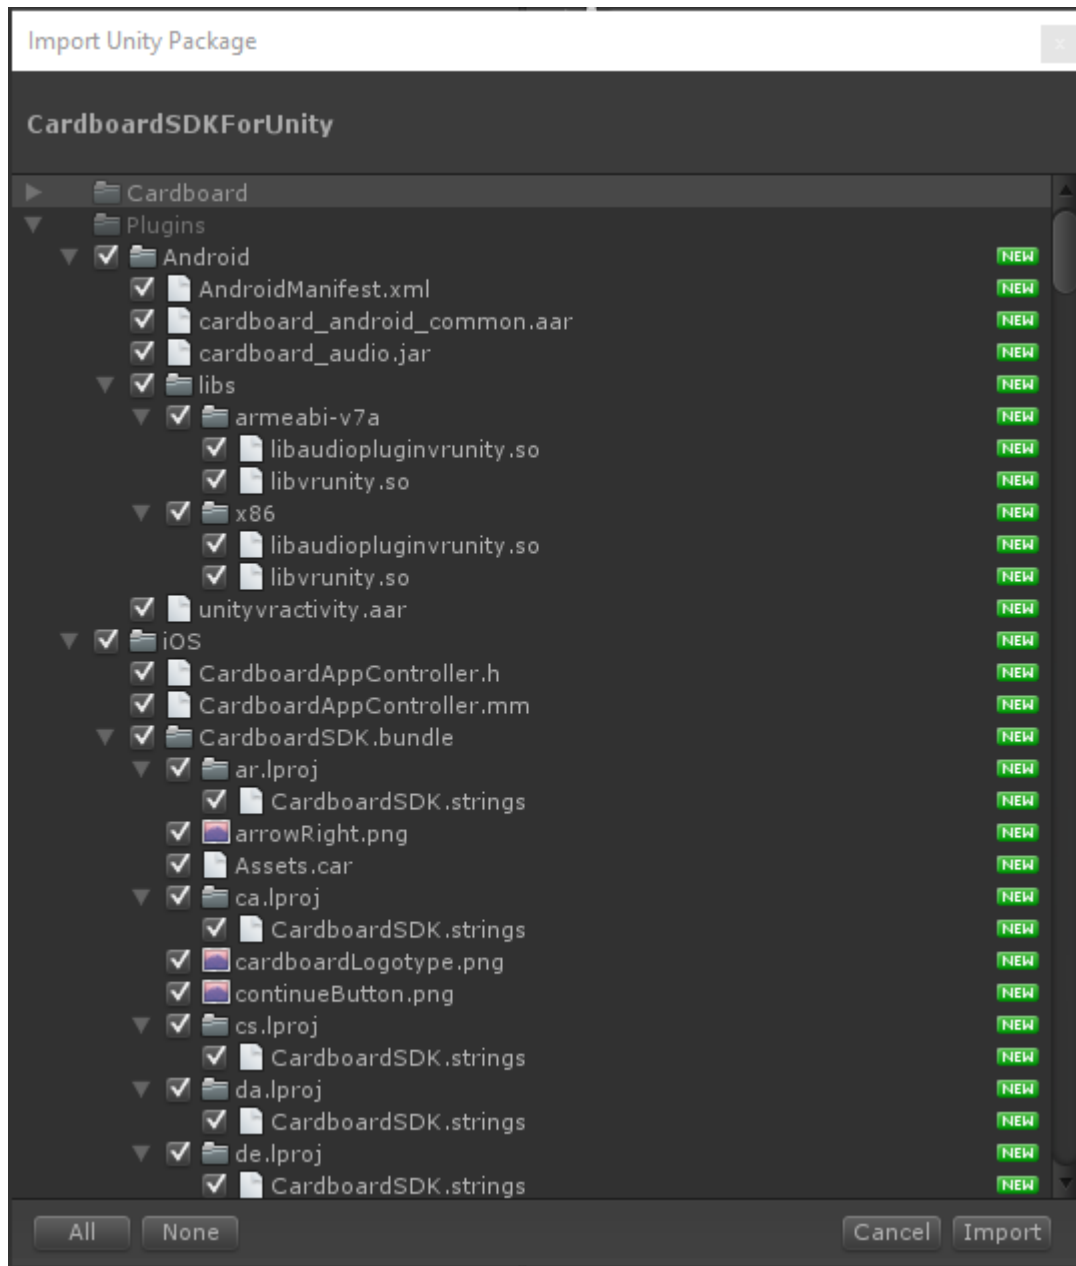 Import Unity Package
x
CardboardSDKForUnity
Cardboard
Plugins
Android NEW
AndroidManifest.xml NEW
cardboard_android_common.aar NEW
cardboard_audio.jar NEW
libs NEW
armeabi-v7a NEW
libaudiopluginvrunity.so NEW
libvrunity.so NEW
x86 NEW
libaudiopluginvrunity.so NEW
libvrunity.so NEW
unityvractivity.aar NEW
iOS NEW
CardboardAppController.h NEW
CardboardAppController.mm NEW
CardboardSDK.bundle NEW
ar.lproj NEW
CardboardSDK.strings NEW
arrowRight.png NEW
Assets.car NEW
ca.lproj NEW
CardboardSDK.strings NEW
cardboardLogotype.png NEW
continueButton.png NEW
cs.lproj NEW
CardboardSDK.strings NEW
da.lproj NEW
CardboardSDK.strings NEW
de.lproj NEW
CardboardSDK.strings NEW
All None Cancel Import